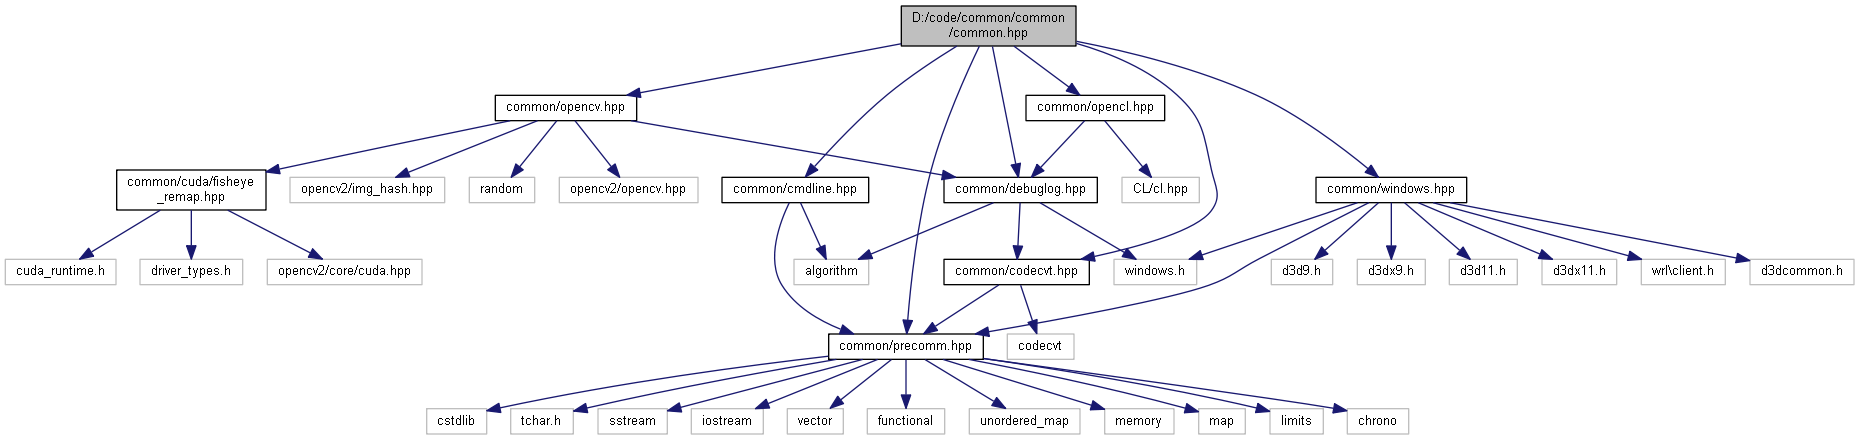 D:/code/common/common
/common.hpp
common/opencv.hpp
common/opencl.hpp
common/cuda/fisheye
_remap.hpp
opencv2/img_hash.hpp
random
opencv2/opencv.hpp
common/cmdline.hpp
common/debuglog.hpp
CL/cl.hpp
common/windows.hpp
cuda_runtime.h
driver_types.h
opencv2/core/cuda.hpp
algorithm
common/codecvt.hpp
windows.h
d3d9.h
d3dx9.h
d3d11.h
d3dx11.h
wrl\client.h
d3dcommon.h
common/precomm.hpp
codecvt
cstdlib
tchar.h
sstream
iostream
vector
functional
unordered_map
memory
map
limits
chrono